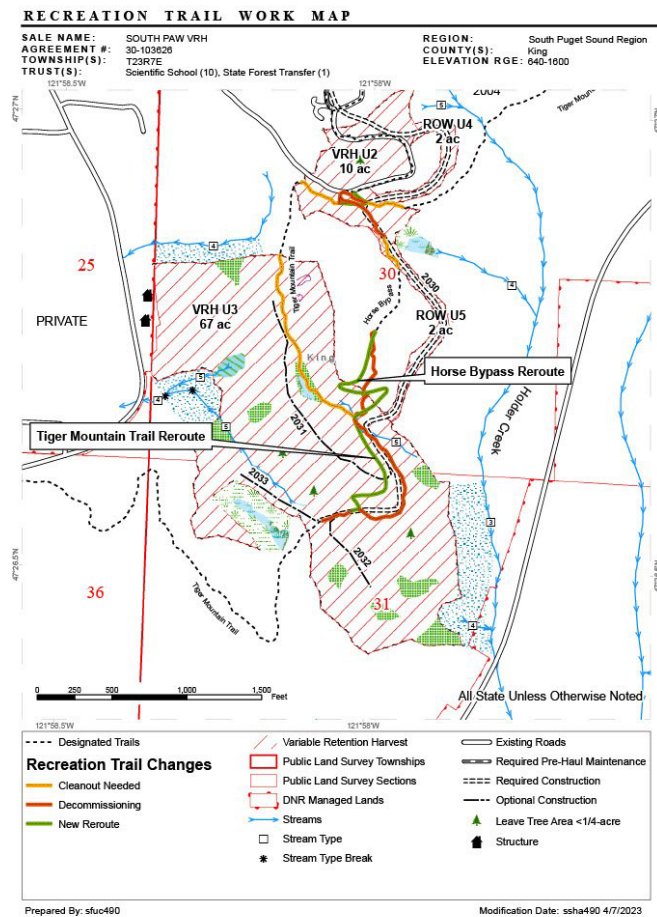 RECREATION TRAIL WORK MAP
SALE NAME: SOUTH PAW VRH
AGREEMENT #: 30-103626
TOWNSHIP(S): T23R7E
TRUST(S): Scientific School (10), State Forest Transfer (1)
REGION: South Puget Sound Region
COUNTY(S): King
ELEVATION RGE: 640-1600
121°58.5'W
121°58'W
47°27'N
2004
Tiger Moun
5
ROW U4
2 ac
VRH U2
10 ac
4
25
30
Tiger Mountain Trail
2030
4
PRIVATE
VRH U3
67 ac
Horse Bypass
ROW U5
2 ac
King
Horse Bypass Reroute
5
4
Holder Creek
2031
5
Tiger Mountain Trail Reroute
5
2033
3
47°26.5'N
2032
36
Tiger Mountain Trail
31
4
0 500 1,000 1,500
Feet
All State Unless Otherwise Noted
121°58.5'W
121°58'W
Designated Trails
Recreation Trail Changes
Cleanout Needed
Decommissioning
New Reroute
Variable Retention Harvest
Public Land Survey Townships
Public Land Survey Sections
DNR Managed Lands
Streams
Stream Type
Stream Type Break
Existing Roads
Required Pre-Haul Maintenance
Required Construction
Optional Construction
Leave Tree Area <1/4-acre
Structure
Prepared By: sfuc490
Modification Date: ssha490 4/7/2023